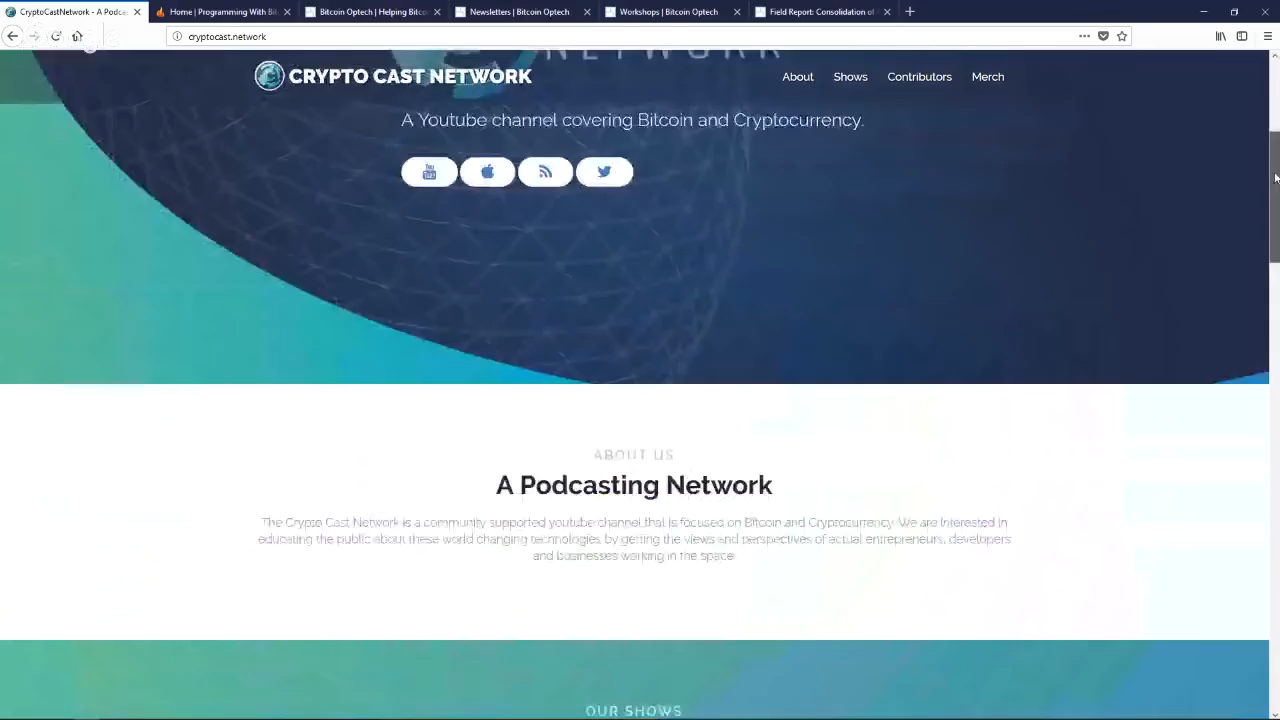 CryptoCastNetwork - A Podca
Home | Programming With Bi
Bitcoin Optech | Helping Bitco
Newsletters | Bitcoin Optech
Workshops | Bitcoin Optech
Field Report: Consolidation of
cryptocast.network
NETWORK
CRYPTO CAST NETWORK
About
Shows
Contributors
Merch
A Youtube channel covering Bitcoin and Cryptocurrency.
ABOUT US
A Podcasting Network
The Crypto Cast Network is a community supported youtube channel that is focused on Bitcoin and Cryptocurrency. We are Interested in
educating the public about these world changing technologies by getting the views and perspectives of actual entrepreneurs, developers
and businesses working in the space
OUR SHOWS